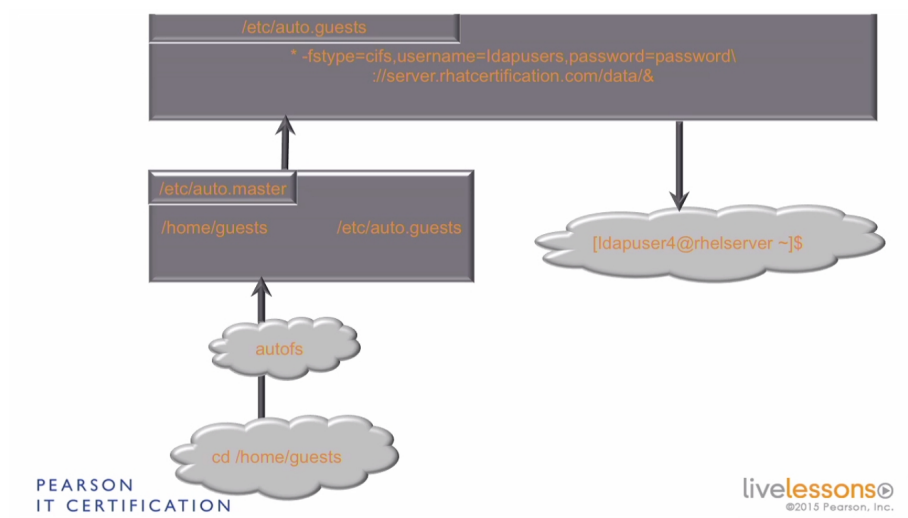 /etc/auto.guests
* -fstype=cifs,username=ldapusers,password=password\
://server.rhatcertification.com/data/&
/etc/auto.master
/home/guests /etc/auto.guests
[ldapuser4@rhelserver ~]$
autofs
cd /home/guests
PEARSON
IT CERTIFICATION
livelessons
©2015 Pearson, Inc.